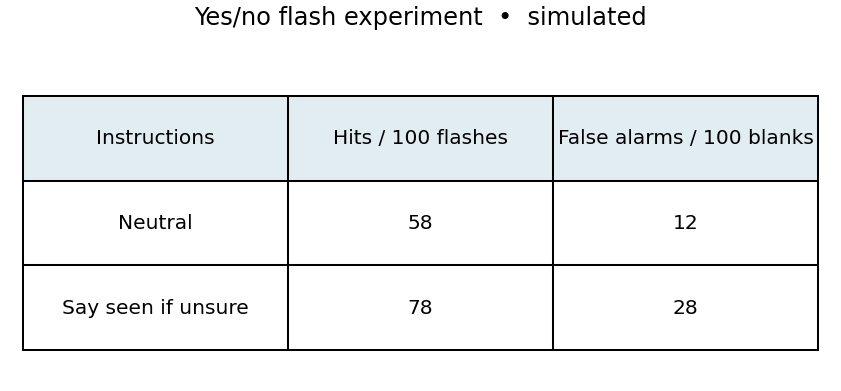 Yes/no flash experiment • simulated
Instructions Hits / 100 flashes False alarms / 100 blanks
Neutral 58 12
Say seen if unsure 78 28